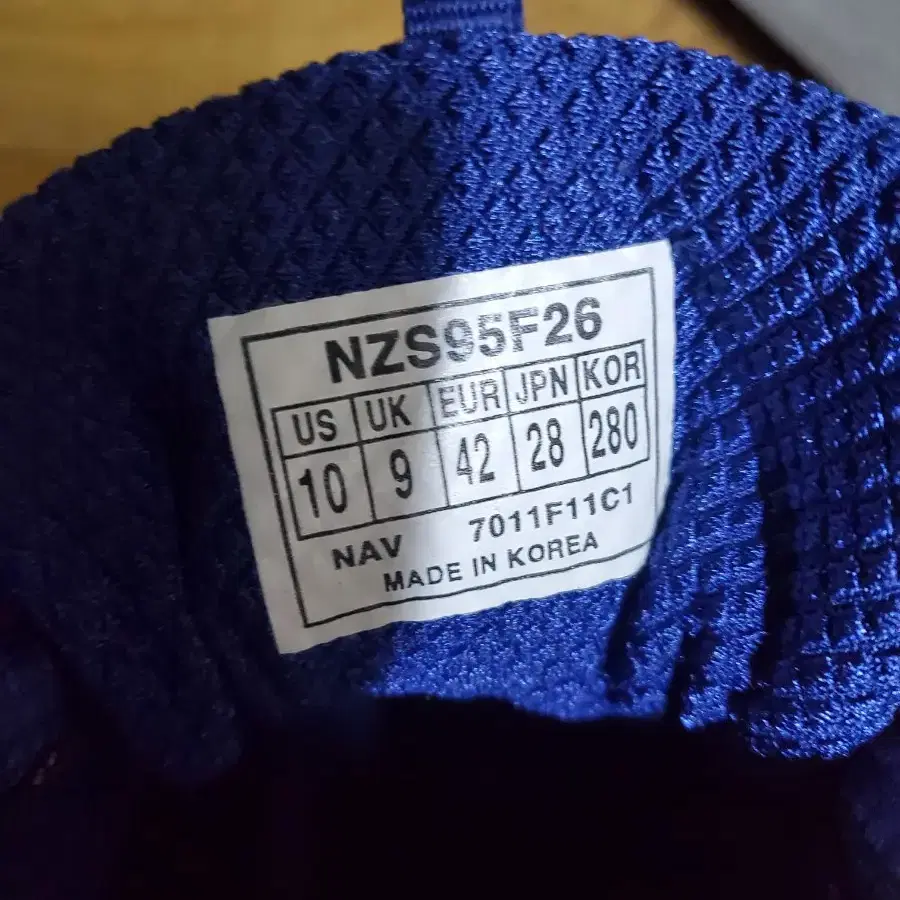 NZS95F26
US UK EUR JPN KOR
10 9 42 28 280
NAV 7011F11C1
MADE IN KOREA